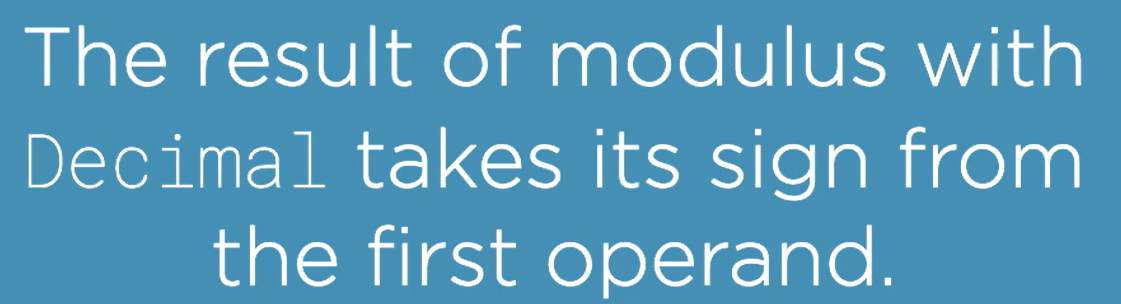 The result of modulus with
Decimal takes its sign from
the first operand.